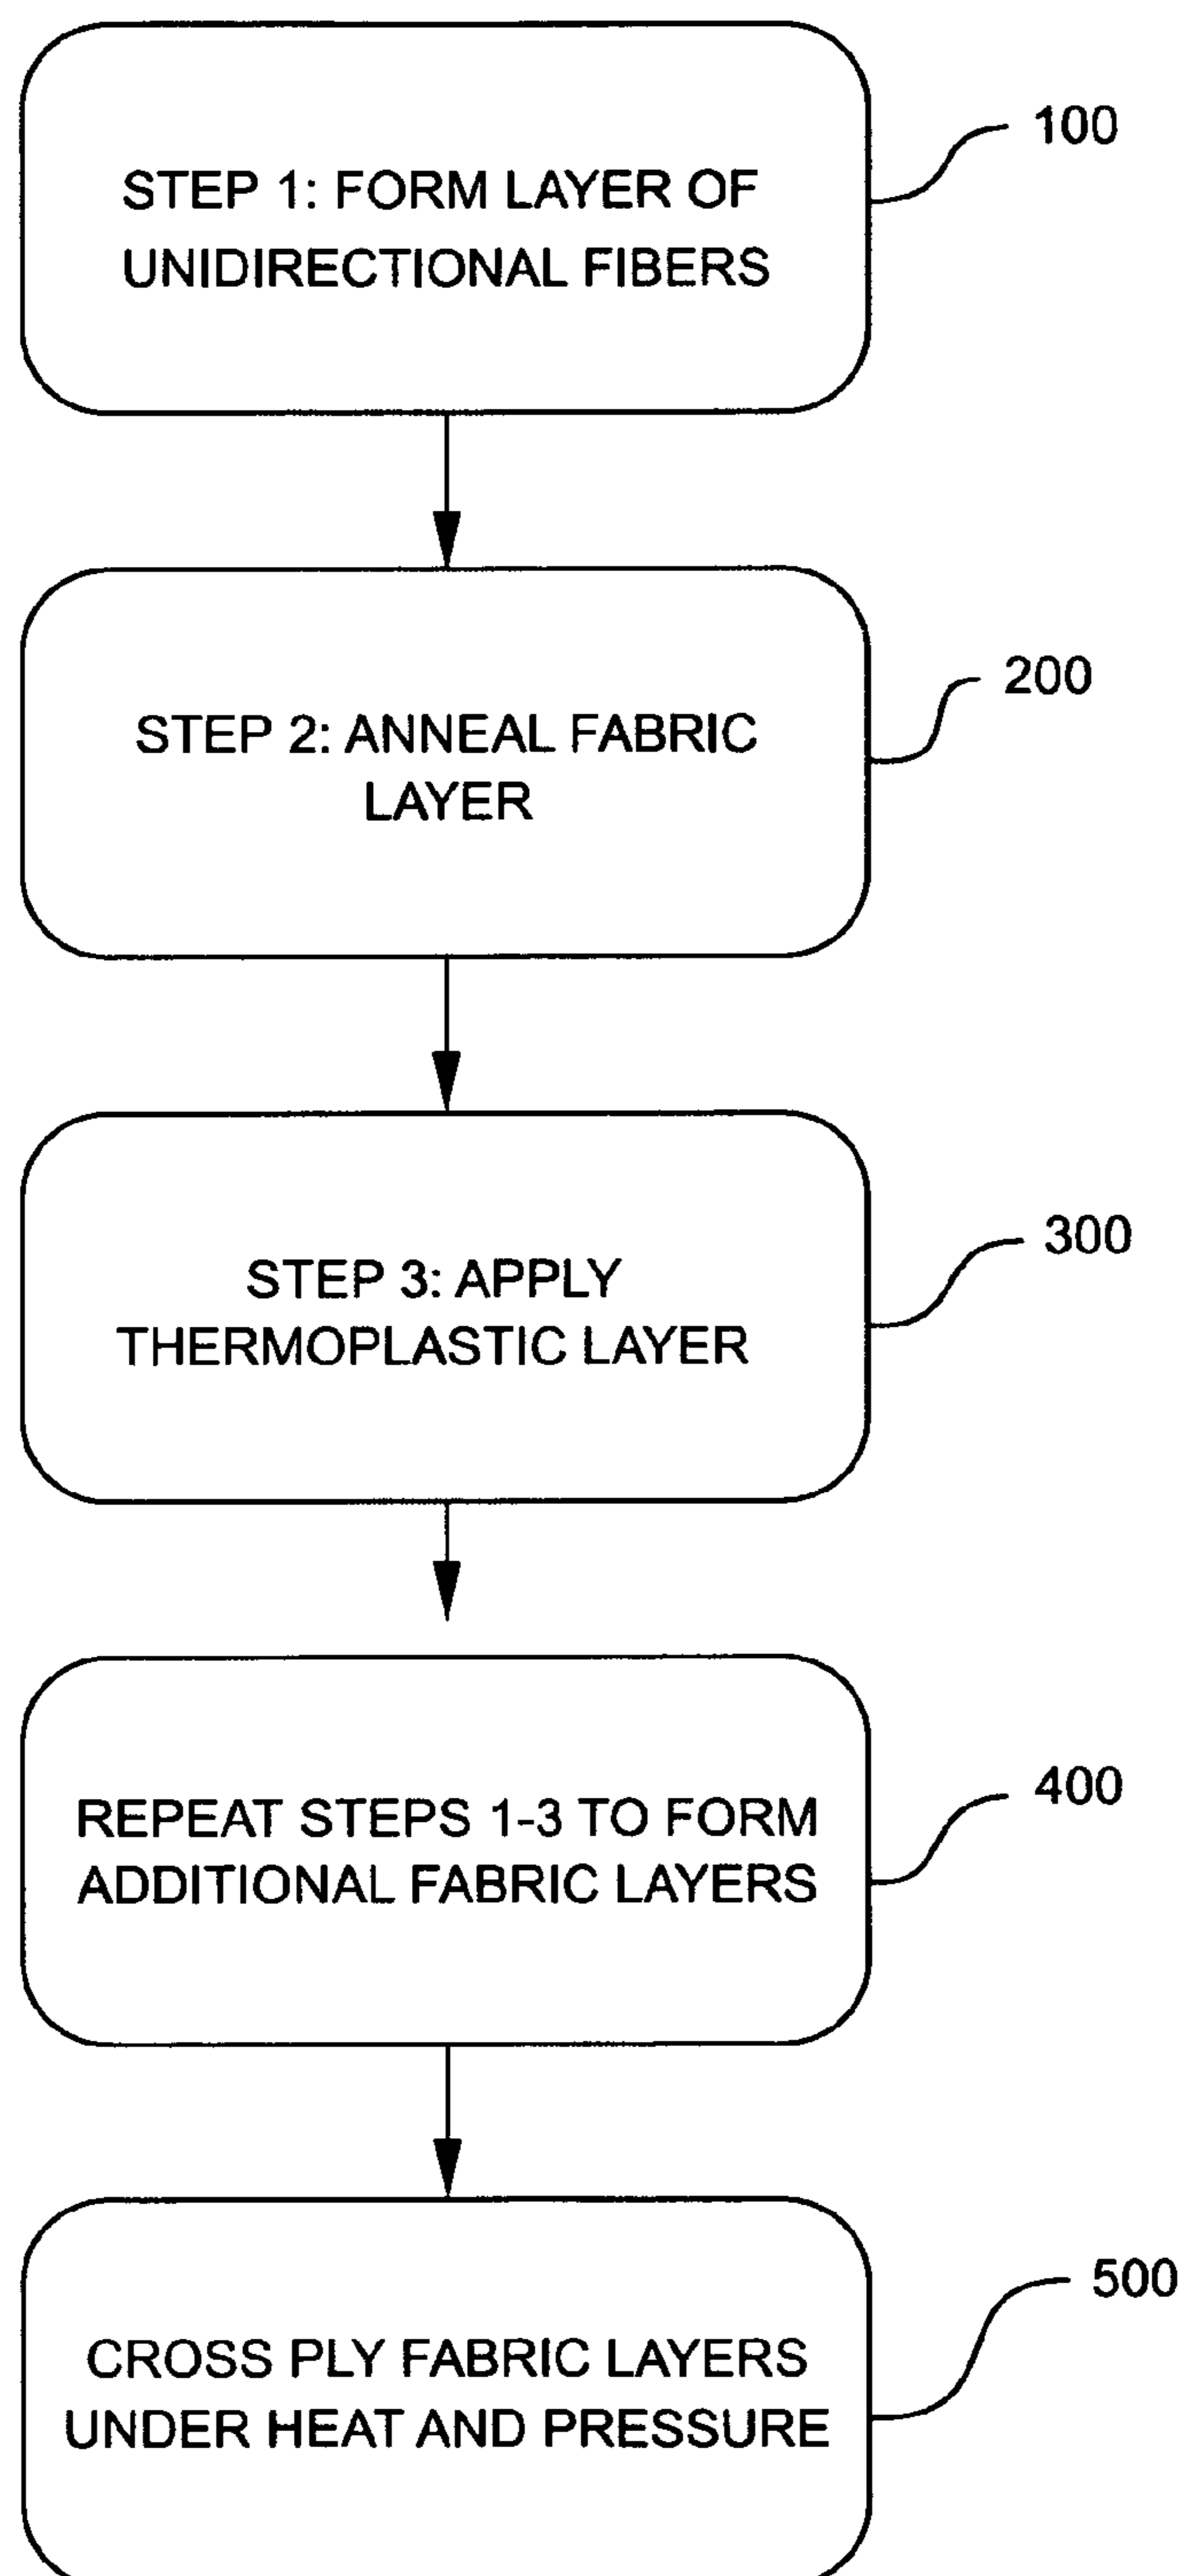 STEP 1: FORM LAYER OF
UNIDIRECTIONAL FIBERS
100
STEP 2: ANNEAL FABRIC
LAYER
200
STEP 3: APPLY
THERMOPLASTIC LAYER
300
REPEAT STEPS 1-3 TO FORM
ADDITIONAL FABRIC LAYERS
400
CROSS PLY FABRIC LAYERS
UNDER HEAT AND PRESSURE
500